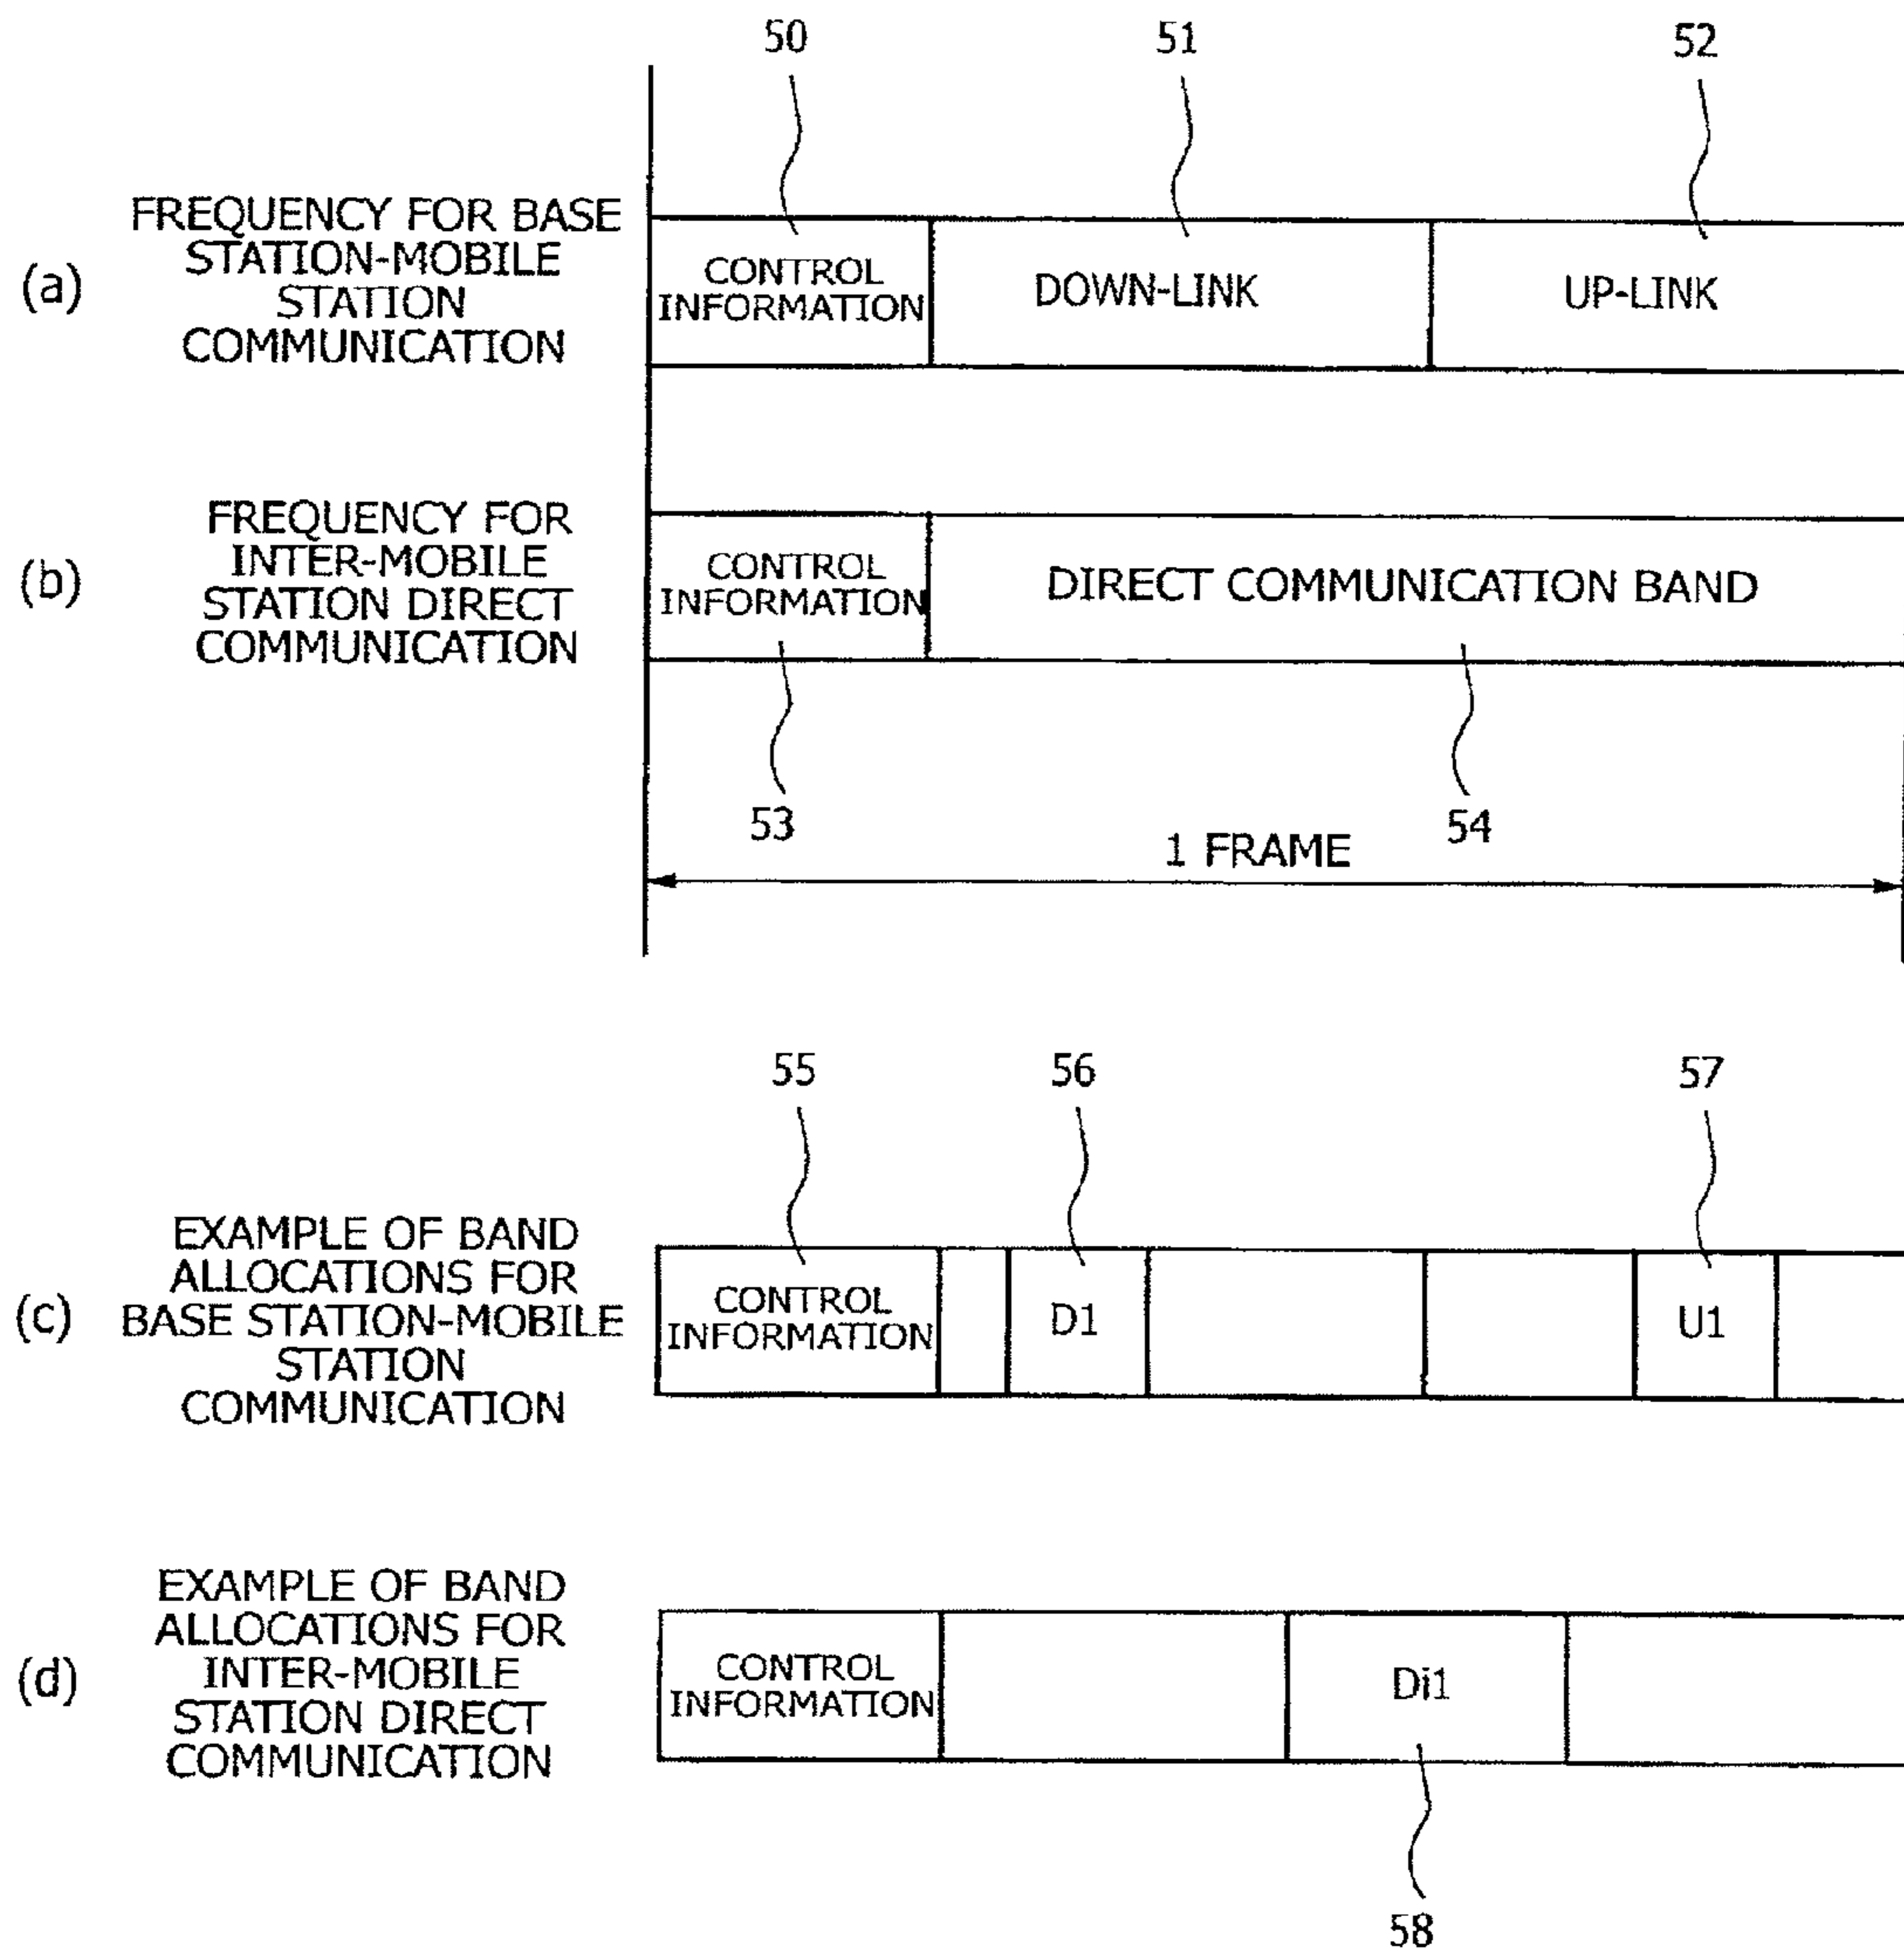 50
51
52
(a)
FREQUENCY FOR BASE
STATION-MOBILE
STATION
COMMUNICATION
CONTROL
INFORMATION
DOWN-LINK
UP-LINK
(b)
FREQUENCY FOR
INTER-MOBILE
STATION DIRECT
COMMUNICATION
CONTROL
INFORMATION
DIRECT COMMUNICATION BAND
53
54
1 FRAME
55
56
57
(c)
EXAMPLE OF BAND
ALLOCATIONS FOR
BASE STATION-MOBILE
STATION
COMMUNICATION
CONTROL
INFORMATION
D1
U1
(d)
EXAMPLE OF BAND
ALLOCATIONS FOR
INTER-MOBILE
STATION DIRECT
COMMUNICATION
CONTROL
INFORMATION
Di1
58